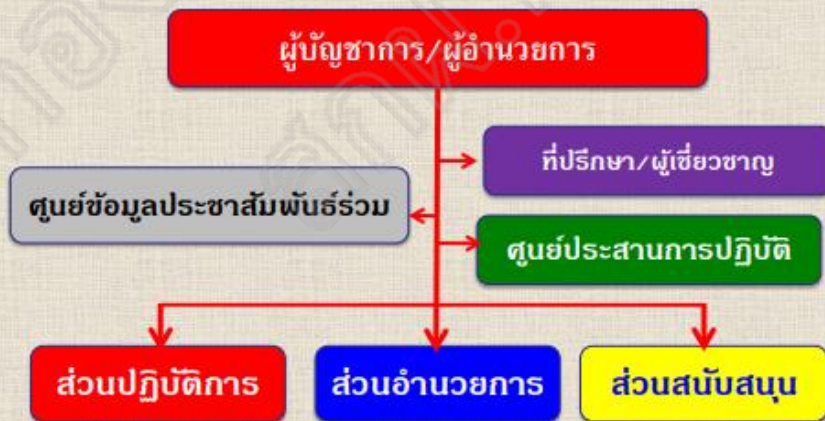 ผู้บัญชาการ/ผู้อำนวยการ
ที่ปรึกษา/ผู้เชี่ยวชาญ
ศูนย์ข้อมูลประชาสัมพันธ์ร่วม
ศูนย์ประสานการปฏิบัติ
ส่วนปฏิบัติการ
ส่วนอำนวยการ
ส่วนสนับสนุน